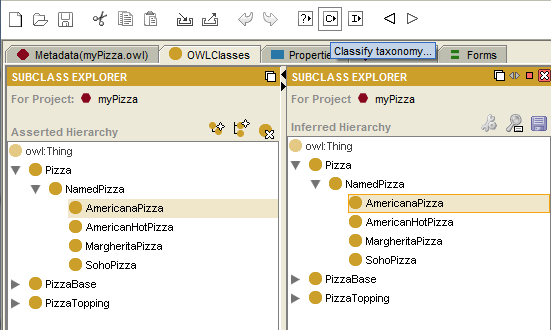 ? C I
Classify taxonomy...
Metadata(myPizza.owl) OWLClasses Properties Forms
SUBCLASS EXPLORER
For Project: myPizza
Asserted Hierarchy
owl:Thing
Pizza
NamedPizza
AmericanaPizza
AmericanHotPizza
MargheritaPizza
SohoPizza
PizzaBase
PizzaTopping
SUBCLASS EXPLORER
For Project myPizza
Inferred Hierarchy
owl:Thing
Pizza
NamedPizza
AmericanaPizza
AmericanHotPizza
MargheritaPizza
SohoPizza
PizzaBase
PizzaTopping